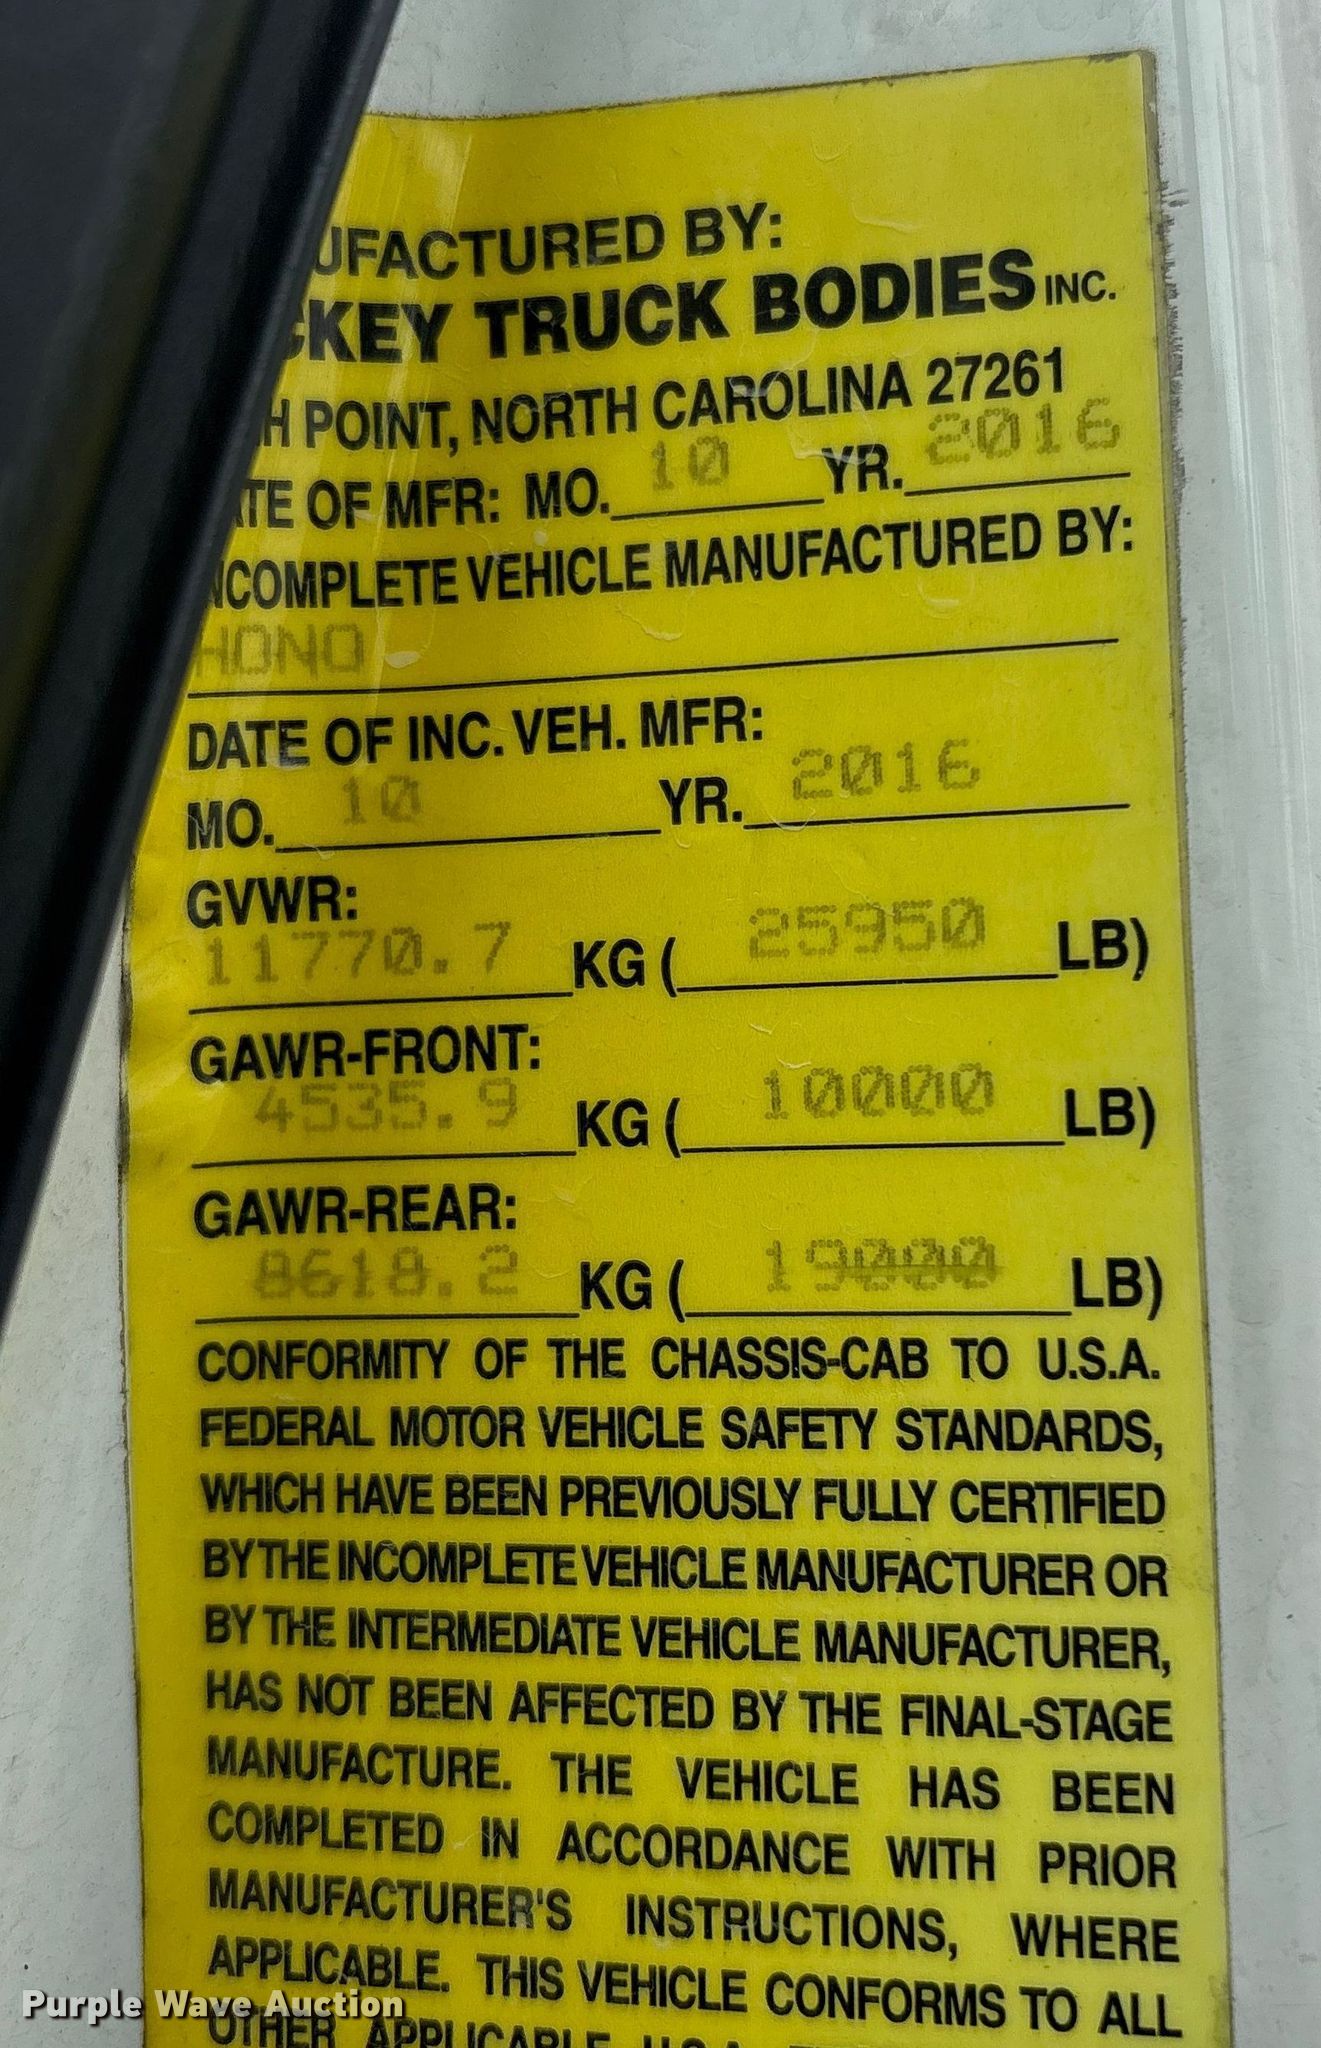 UFACTURED BY:
CKEY TRUCK BODIES INC.
H POINT, NORTH CAROLINA 27261
ATE OF MFR: MO. 10 YR. 2016
NCOMPLETE VEHICLE MANUFACTURED BY:
HONO
DATE OF INC. VEH. MFR:
MO. 10 YR. 2016
GVWR:
11770.7 KG ( 25950 LB)
GAWR-FRONT:
4535.9 KG ( 10000 LB)
GAWR-REAR:
8618.2 KG ( 19000 LB)
CONFORMITY OF THE CHASSIS-CAB TO U.S.A.
FEDERAL MOTOR VEHICLE SAFETY STANDARDS,
WHICH HAVE BEEN PREVIOUSLY FULLY CERTIFIED
BY THE INCOMPLETE VEHICLE MANUFACTURER OR
BY THE INTERMEDIATE VEHICLE MANUFACTURER,
HAS NOT BEEN AFFECTED BY THE FINAL-STAGE
MANUFACTURE. THE VEHICLE HAS BEEN
COMPLETED IN ACCORDANCE WITH PRIOR
MANUFACTURER'S INSTRUCTIONS, WHERE
APPLICABLE. THIS VEHICLE CONFORMS TO ALL
OTHER APPLICABLE U.S.A.
Purple Wave Auction